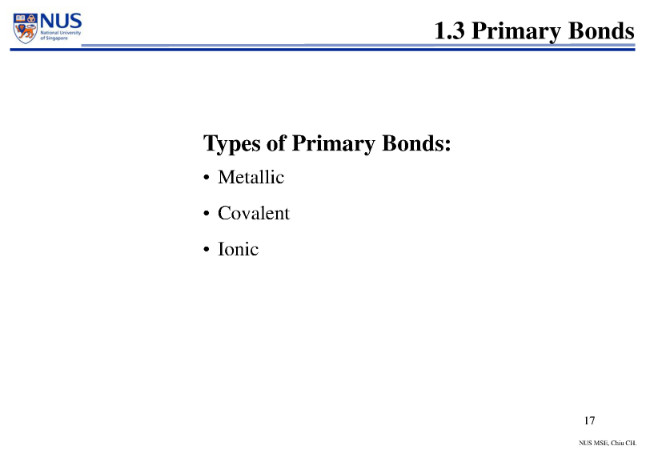 NUS
National University
of Singapore
1.3 Primary Bonds
Types of Primary Bonds:
• Metallic
• Covalent
• Ionic
17
NUS MSE, Chiu CH.